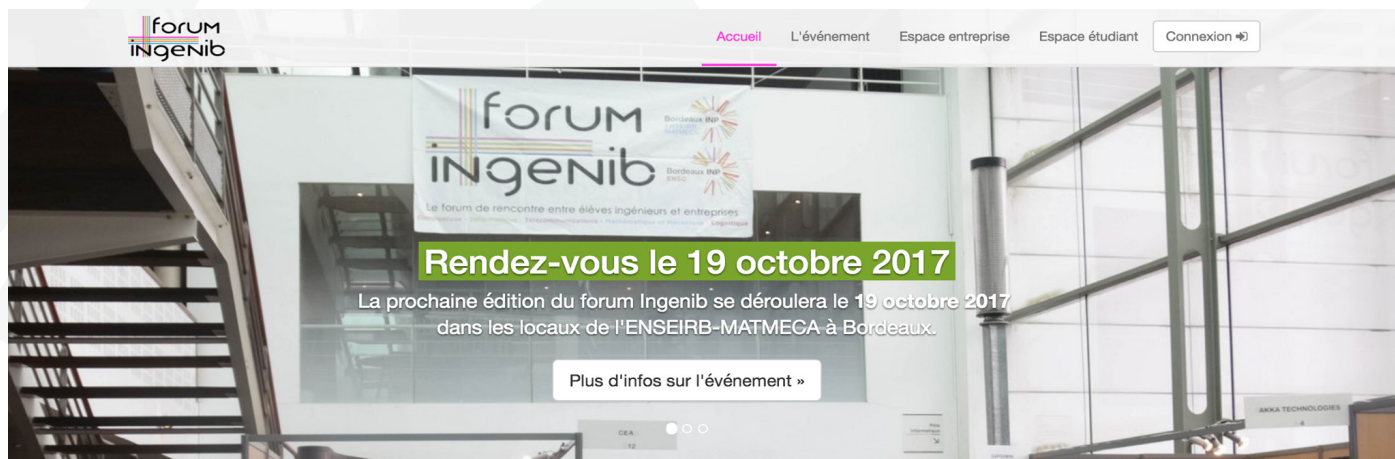 forum
ingenib
Accueil
L'événement
Espace entreprise
Espace étudiant
Connexion
forum
ingenib
Bordeaux INP
ENSEIRB
MATMECA
Bordeaux INP
ENSC
Le forum de rencontre entre élèves ingénieurs et entreprises
Rendez-vous le 19 octobre 2017
La prochaine édition du forum Ingenib se déroulera le 19 octobre 2017
dans les locaux de l'ENSEIRB-MATMECA à Bordeaux.
Plus d'infos sur l'événement »
AKKA TECHNOLOGIES
4
CEA
12